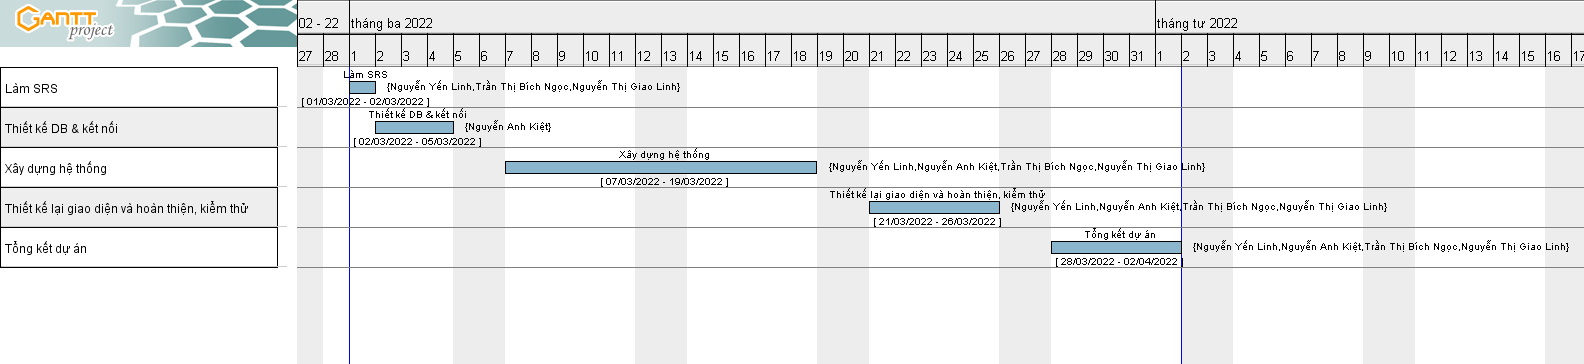 GANTT
project
02 - 22 tháng ba 2022 tháng tư 2022
27 28 1 2 3 4 5 6 7 8 9 10 11 12 13 14 15 16 17 18 19 20 21 22 23 24 25 26 27 28 29 30 31 1 2 3 4 5 6 7 8 9 10 11 12 13 14 15 16 17
Làm SRS
Làm SRS
{Nguyễn Yến Linh,Trần Thị Bích Ngọc,Nguyễn Thị Giao Linh}
[ 01/03/2022 - 02/03/2022 ]
Thiết kế DB & kết nối
Thiết kế DB & kết nối
{Nguyễn Anh Kiệt}
[ 02/03/2022 - 05/03/2022 ]
Xây dựng hệ thống
Xây dựng hệ thống
{Nguyễn Yến Linh,Nguyễn Anh Kiệt,Trần Thị Bích Ngọc,Nguyễn Thị Giao Linh}
[ 07/03/2022 - 19/03/2022 ]
Thiết kế lại giao diện và hoàn thiện, kiểm thử
Thiết kế lại giao diện và hoàn thiện, kiểm thử
{Nguyễn Yến Linh,Nguyễn Anh Kiệt,Trần Thị Bích Ngọc,Nguyễn Thị Giao Linh}
[ 21/03/2022 - 26/03/2022 ]
Tổng kết dự án
Tổng kết dự án
{Nguyễn Yến Linh,Nguyễn Anh Kiệt,Trần Thị Bích Ngọc,Nguyễn Thị Giao Linh}
[ 28/03/2022 - 02/04/2022 ]